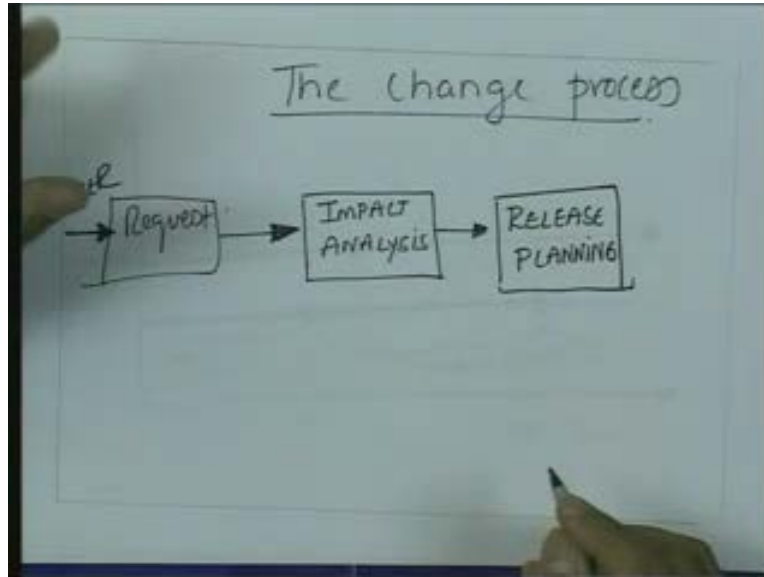 The change process
Request
IMPACT
ANALYSIS
RELEASE
PLANNING